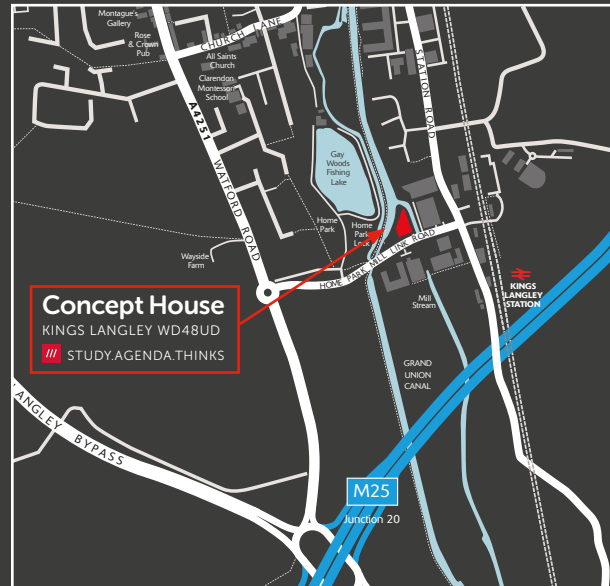 Montague's
Gallery
Rose
& Crown
Pub
CHURCH LANE
All Saints
Church
Clarendon
Montessori
School
A4251
WATFORD ROAD
STATION ROAD
Gay
Woods
Fishing
Lake
Home
Park
Home
Park
Lock
HOME PARK MILL LINK ROAD
Wayside
Farm
Mill
Stream
KINGS
LANGLEY
STATION
Concept House
KINGS LANGLEY WD48UD
/// STUDY.AGENDA.THINKS
GRAND
UNION
CANAL
LANGLEY BYPASS
M25
Junction 20